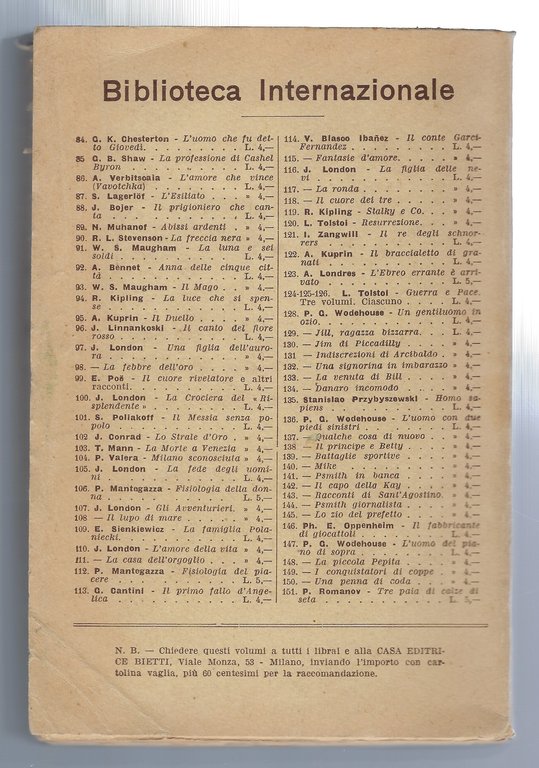 Biblioteca Internazionale
84. G. K. Chesterton - L'uomo che fu det-
to Giovedì. . . . . . . . . . L. 4,—
85 G. B. Shaw - La professione di Cashel
Byron . . . . . . . . . . . L. 4,—
86. A. Verbitscaia - L'amore che vince
(Vavotchka) . . . . . . . . . L. 4,—
87. S. Lagerlöf - L'Esiliato . . . » 4,—
88. J. Bojer - Il prigioniero che can-
ta . . . . . . . . . . . . » 4,—
89. N. Muhanof - Abissi ardenti . » 4,—
90. R. L. Stevenson - La freccia nera » 4,—
91. W. S. Maugham - La luna e sei
soldi . . . . . . . . . . . L. 4,—
92. A. Bennet - Anna delle cinque cit-
tà . . . . . . . . . . . . » 4,—
93. W. S. Maugham - Il Mago . . » 4,—
94. R. Kipling - La luce che si spen-
se . . . . . . . . . . . . L. 4,—
95. A. Kuprin - Il Duello . . . . » 4,—
96. J. Linnankoski - Il canto del fiore
rosso . . . . . . . . . . . L. 4,—
97. J. London - Una figlia dell'auro-
ra . . . . . . . . . . . . » 4,—
98. — La febbre dell'oro . . . . » 4,—
99. E. Poë - Il cuore rivelatore e altri
racconti. . . . . . . . . . . L. 4,—
100. J. London - La Crociera del «Ri-
splendente» . . . . . . . . . L. 4,—
101. S. Poliakoff - Il Messia senza po-
polo . . . . . . . . . . . . » 4,—
102 J. Conrad - Lo Strale d'Oro . . » 4,—
103. T. Mann - La Morte a Venezia » 4,—
104. P. Valera - Milano sconosciuta » 4,—
105. J. London - La fede degli uomi-
ni . . . . . . . . . . . . L. 4,—
106. P. Mantegazza - Fisiologia della don-
na . . . . . . . . . . . . L. 5,—
107. J. London - Gli Avventurieri. . » 4,—
108 — Il lupo di mare . . . . . » 4,—
109. E. Sienkiewicz - La famiglia Pola-
niecki. . . . . . . . . . . . L. 4,—
110. J. London - L'amore della vita » 4,—
111. — La casa dell'orgoglio . . . » 4,—
112. P. Mantegazza - Fisiologia del pia-
cere . . . . . . . . . . . . L. 5,—
113. G. Cantini - Il primo fallo d'Ange-
lica . . . . . . . . . . . . L. 4,—
114. V. Blasco Ibañez - Il conte Garci-
Fernandez . . . . . . . . . . L. 4,—
115. — Fantasie d'amore. . . . . . » 4,—
116. J. London - La figlia delle ne-
vi . . . . . . . . . . . . L. 4,—
117. — La ronda . . . . . . . . » 4,—
118. — Il cuore dei tre . . . . . . » 4,—
119. R. Kipling - Stalky e Co. . . . » 4,—
120. L. Tolstoi - Resurrezione. . . . » 4,—
121. I. Zangwill - Il re degli schnor-
rers . . . . . . . . . . . . L. 4,—
122. A. Kuprin - Il braccialetto di gra-
nati . . . . . . . . . . . . L. 4,—
123. A. Londres - L'Ebreo errante è arri-
vato . . . . . . . . . . . . L. 5,—
124-125-126. L. Tolstoi - Guerra e Pace.
Tre volumi. Ciascuno . . . . . L. 4,—
128. P. G. Wodehouse - Un gentiluomo in
ozio. . . . . . . . . . . . L. 4,—
129. — Jill, ragazza bizzarra. . . . » 4,—
130. — Jim di Piccadilly . . . . . » 4,—
131 — Indiscrezioni di Arcibaldo . . » 4,—
132. — Una signorina in imbarazzo » 4,—
133. — La venuta di Bill . . . . . » 4,—
134. — Danaro incomodo . . . . . » 4,—
135. Stanislao Przybyszewski - Homo sa-
piens . . . . . . . . . . . L. 4,—
136. P. G. Wodehouse - L'uomo con due
piedi sinistri . . . . . . . . L. 4,—
137. — Qualche cosa di nuovo . . . » 4,—
138 — Il principe e Betty . . . . . » 4,—
139. — Battaglie sportive . . . . . » 4,—
140. — Mike . . . . . . . . . . » 4,—
141. — Psmith in banca . . . . . . » 4,—
142. — Il capo della Kay . . . . . » 4,—
143. — Racconti di Sant'Agostino. » 4,—
144. — Psmith giornalista . . . . . » 4,—
145. — Lo zio del prefetto . . . . » 4,—
146. Ph. E. Oppenheim - Il fabbricante
di giocattoli . . . . . . . . . L. 4,—
147. P. G. Wodehouse - L'uomo del pia-
no di sopra . . . . . . . . . L. 4,—
148. — La piccola Pepita . . . . . » 4,—
149. — I conquistatori di coppe . . » 4,—
150. — Una penna di coda . . . . » 4,—
151. P. Romanov - Tre paia di calze di
seta . . . . . . . . . . . . L. 5,—
N. B. — Chiedere questi volumi a tutti i librai e alla CASA EDITRI-
CE BIETTI, Viale Monza, 53 - Milano, inviando l'importo con car-
tolina vaglia, più 60 centesimi per la raccomandazione.